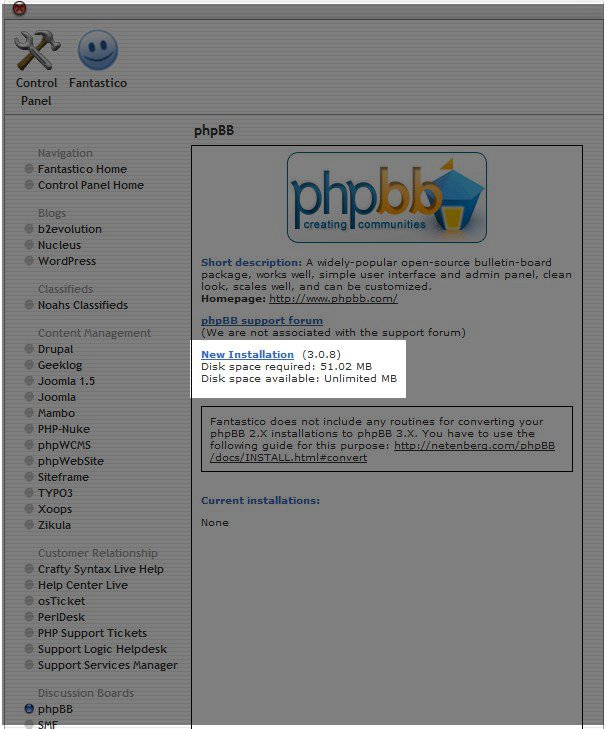 Control
Panel
Fantastico
phpBB
Navigation
Fantastico Home
Control Panel Home
Blogs
b2evolution
Nucleus
WordPress
Classifieds
Noahs Classifieds
Content Management
Drupal
Geeklog
Joomla 1.5
Joomla
Mambo
PHP-Nuke
phpWCMS
phpWebSite
Siteframe
TYPO3
Xoops
Zikula
Customer Relationship
Crafty Syntax Live Help
Help Center Live
osTicket
PerlDesk
PHP Support Tickets
Support Logic Helpdesk
Support Services Manager
Discussion Boards
phpBB
SMF
phpbb
creating communities
Short description: A widely-popular open-source bulletin-board
package, works well, simple user interface and admin panel, clean
look, scales well, and can be customized.
Homepage: http://www.phpbb.com/
phpBB support forum
(We are not associated with the support forum)
New Installation (3.0.8)
Disk space required: 51.02 MB
Disk space available: Unlimited MB
Fantastico does not include any routines for converting your
phpBB 2.X installations to phpBB 3.X. You have to use the
following guide for this purpose: http://netenberg.com/phpBB
/docs/INSTALL.html#convert
Current installations:
None